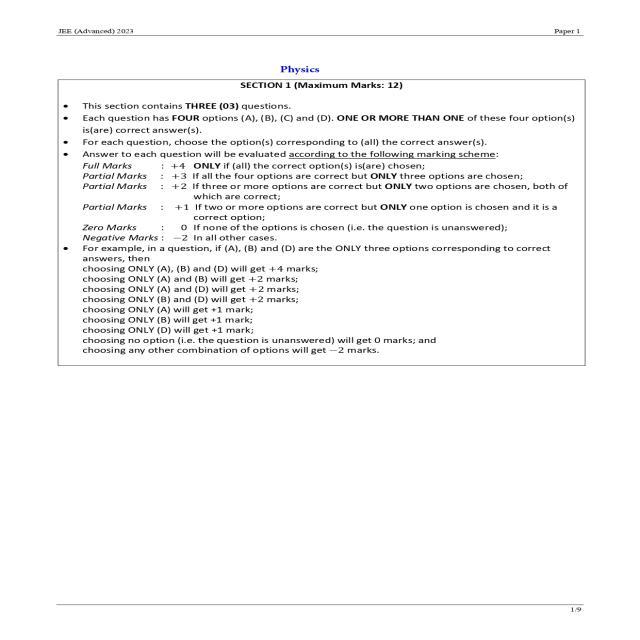 JEE (Advanced) 2023 Paper 1
Physics
SECTION 1 (Maximum Marks: 12)
• This section contains THREE (03) questions.
• Each question has FOUR options (A), (B), (C) and (D). ONE OR MORE THAN ONE of these four option(s)
is(are) correct answer(s).
• For each question, choose the option(s) corresponding to (all) the correct answer(s).
• Answer to each question will be evaluated according to the following marking scheme:
Full Marks : +4 ONLY if (all) the correct option(s) is(are) chosen;
Partial Marks : +3 If all the four options are correct but ONLY three options are chosen;
Partial Marks : +2 If three or more options are correct but ONLY two options are chosen, both of
which are correct;
Partial Marks : +1 If two or more options are correct but ONLY one option is chosen and it is a
correct option;
Zero Marks : 0 If none of the options is chosen (i.e. the question is unanswered);
Negative Marks : −2 In all other cases.
• For example, in a question, if (A), (B) and (D) are the ONLY three options corresponding to correct
answers, then
choosing ONLY (A), (B) and (D) will get +4 marks;
choosing ONLY (A) and (B) will get +2 marks;
choosing ONLY (A) and (D) will get +2 marks;
choosing ONLY (B) and (D) will get +2 marks;
choosing ONLY (A) will get +1 mark;
choosing ONLY (B) will get +1 mark;
choosing ONLY (D) will get +1 mark;
choosing no option (i.e. the question is unanswered) will get 0 marks; and
choosing any other combination of options will get −2 marks.
1/9